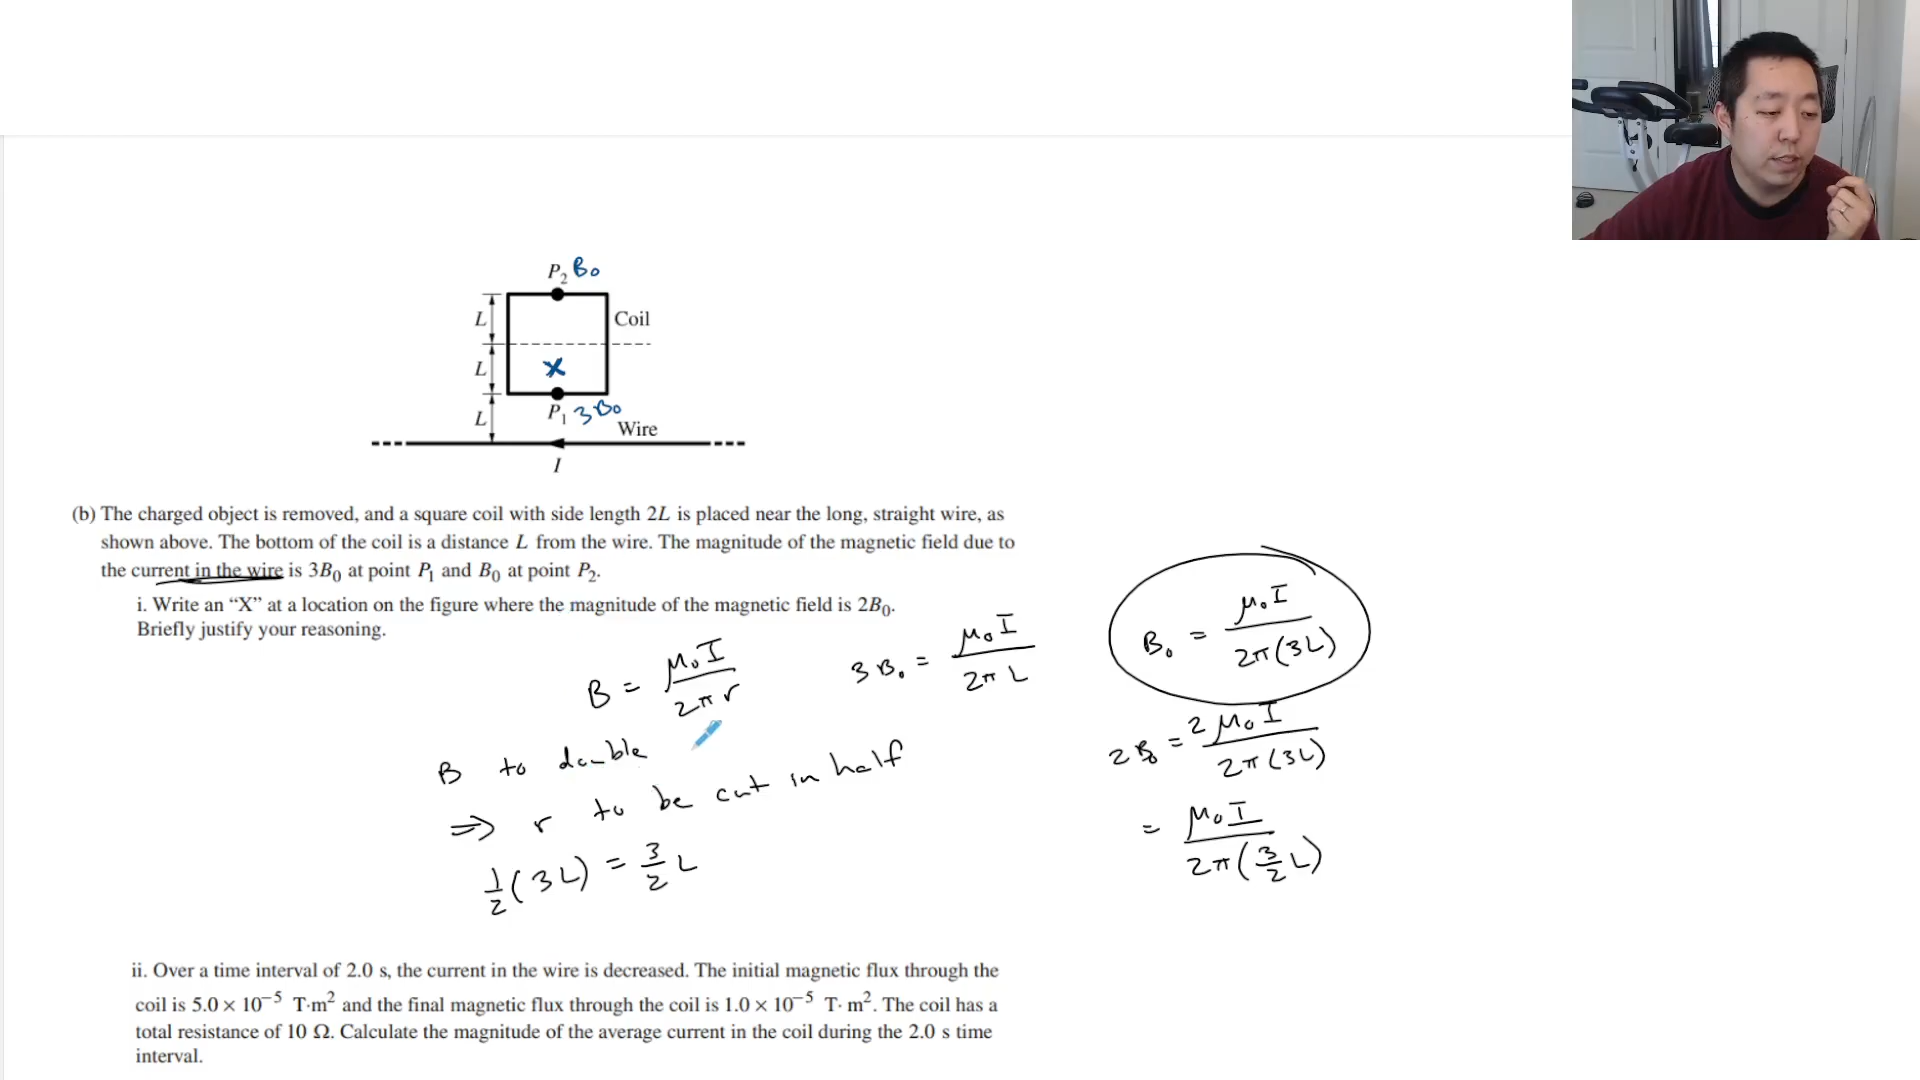 P₂ B₀
L
Coil
L
X
P₁ 3B₀
L
Wire
I
(b) The charged object is removed, and a square coil with side length 2L is placed near the long, straight wire, as
shown above. The bottom of the coil is a distance L from the wire. The magnitude of the magnetic field due to
the current in the wire is 3B₀ at point P₁ and B₀ at point P₂.
i. Write an “X” at a location on the figure where the magnitude of the magnetic field is 2B₀.
Briefly justify your reasoning.
B = μ₀I / 2πr
3B₀ = μ₀I / 2πL
B₀ = μ₀I / 2π(3L)
B to double
⇒ r to be cut in half
½(3L) = 3/2 L
2B₀ = 2μ₀I / 2π(3L)
= μ₀I / 2π(3/2 L)
ii. Over a time interval of 2.0 s, the current in the wire is decreased. The initial magnetic flux through the
coil is 5.0 × 10⁻⁵ T·m² and the final magnetic flux through the coil is 1.0 × 10⁻⁵ T· m². The coil has a
total resistance of 10 Ω. Calculate the magnitude of the average current in the coil during the 2.0 s time
interval.